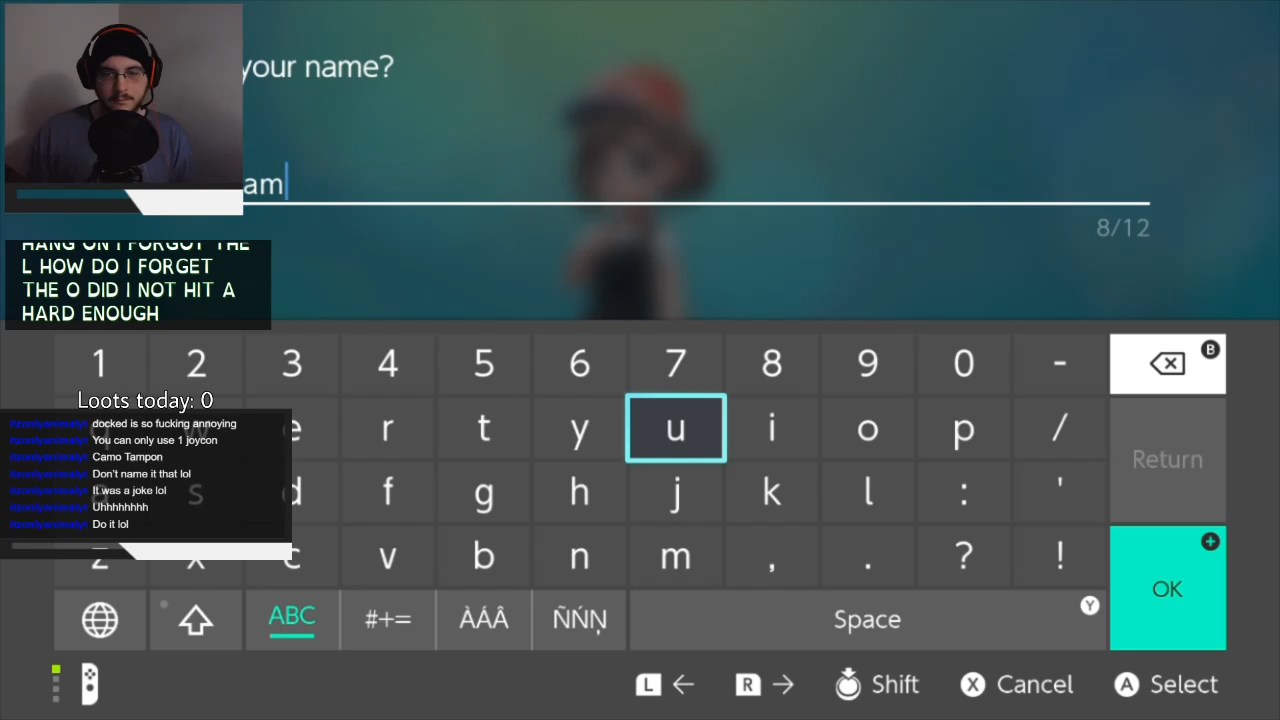 your name?
am
8/12
HANG ON I FORGOT THE
L HOW DO I FORGET
THE O DID I NOT HIT A
HARD ENOUGH
1 2 3 4 5 6 7 8 9 0 - B
Loots today: 0
docked is so fucking annoying
You can only use 1 joycon
Camo Tampon
Don't name it that lol
It was a joke lol
Uhhhhhhh
Do it lol
e r t y u i o p / Return
a s d f g h j k l : '
z x c v b n m , . ? ! +
OK
ABC #+= ÀÁÂ ÑŃŅ Space Y
L ← R → Shift X Cancel A Select